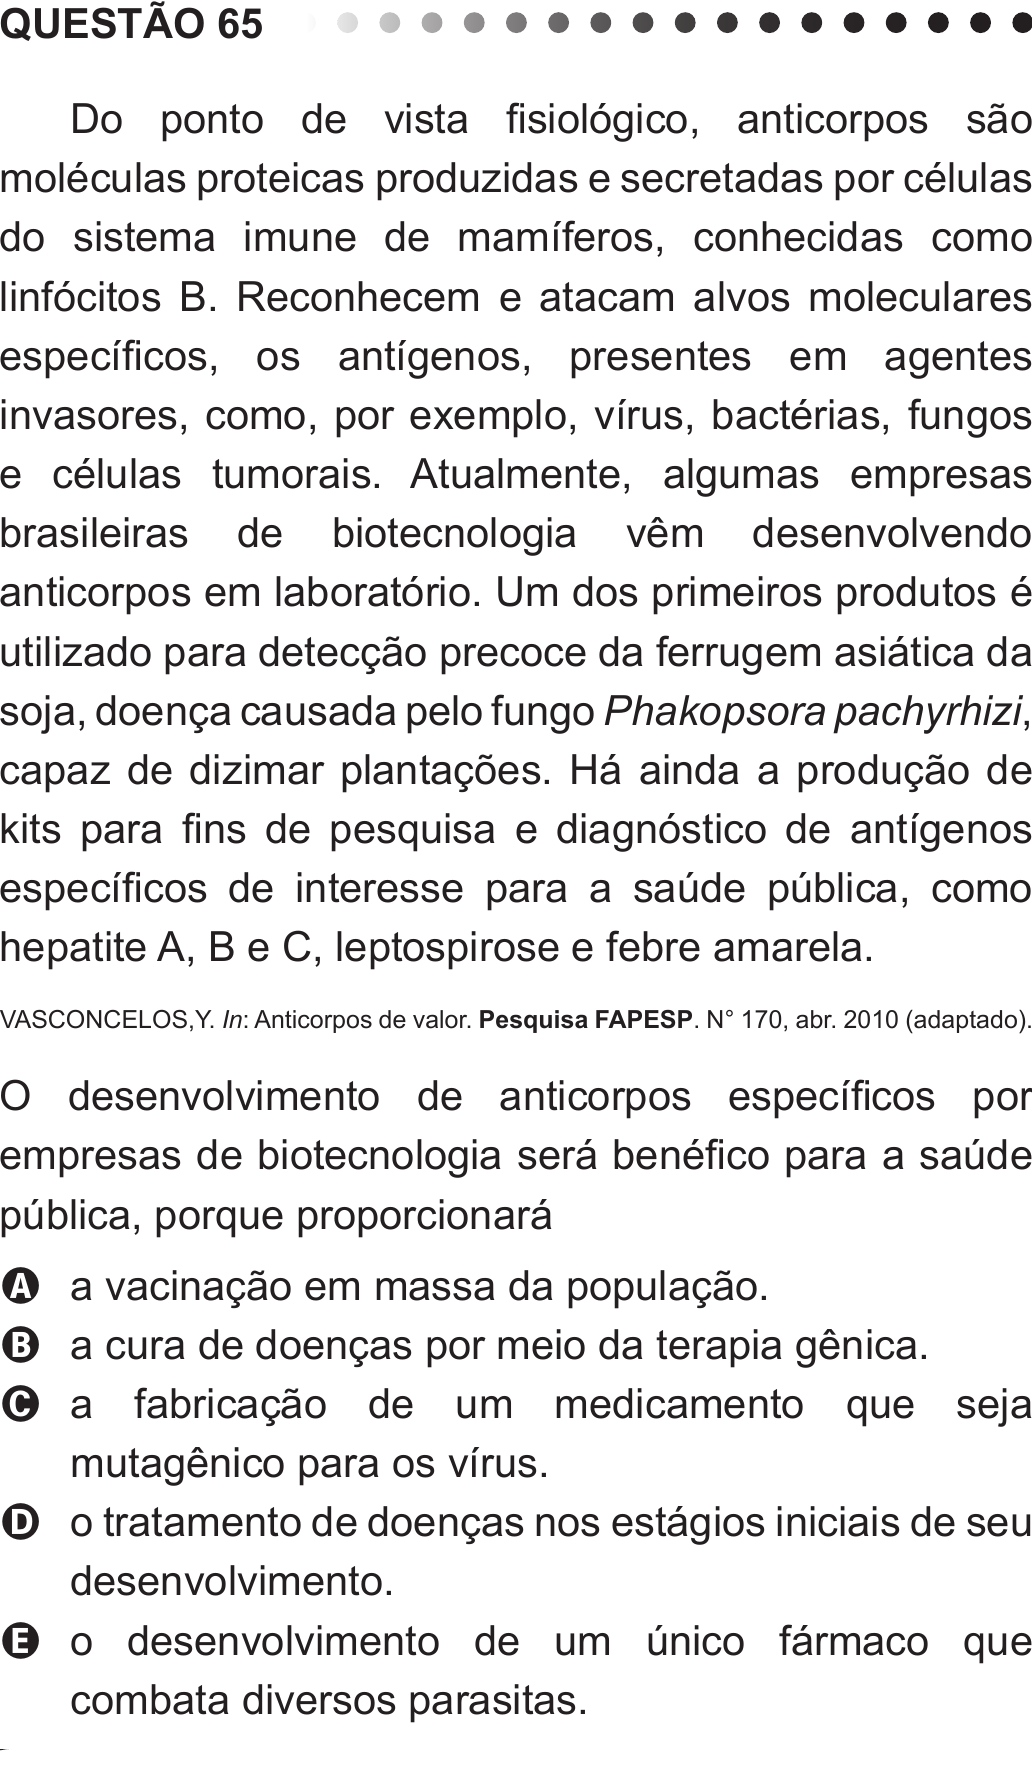 QUESTÃO 65
Do ponto de vista fisiológico, anticorpos são
moléculas proteicas produzidas e secretadas por células
do sistema imune de mamíferos, conhecidas como
linfócitos B. Reconhecem e atacam alvos moleculares
específicos, os antígenos, presentes em agentes
invasores, como, por exemplo, vírus, bactérias, fungos
e células tumorais. Atualmente, algumas empresas
brasileiras de biotecnologia vêm desenvolvendo
anticorpos em laboratório. Um dos primeiros produtos é
utilizado para detecção precoce da ferrugem asiática da
soja, doença causada pelo fungo Phakopsora pachyrhizi,
capaz de dizimar plantações. Há ainda a produção de
kits para fins de pesquisa e diagnóstico de antígenos
específicos de interesse para a saúde pública, como
hepatite A, B e C, leptospirose e febre amarela.
VASCONCELOS,Y. In: Anticorpos de valor. Pesquisa FAPESP. N° 170, abr. 2010 (adaptado).
O desenvolvimento de anticorpos específicos por
empresas de biotecnologia será benéfico para a saúde
pública, porque proporcionará
A a vacinação em massa da população.
B a cura de doenças por meio da terapia gênica.
C a fabricação de um medicamento que seja
mutagênico para os vírus.
D o tratamento de doenças nos estágios iniciais de seu
desenvolvimento.
E o desenvolvimento de um único fármaco que
combata diversos parasitas.